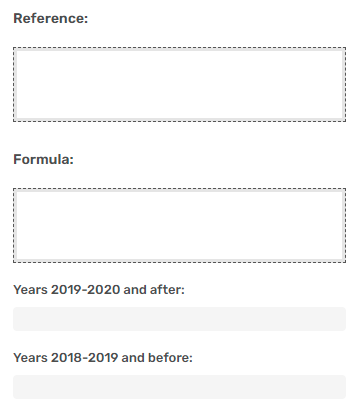 Reference:
Formula:
Years 2019-2020 and after:
Years 2018-2019 and before: